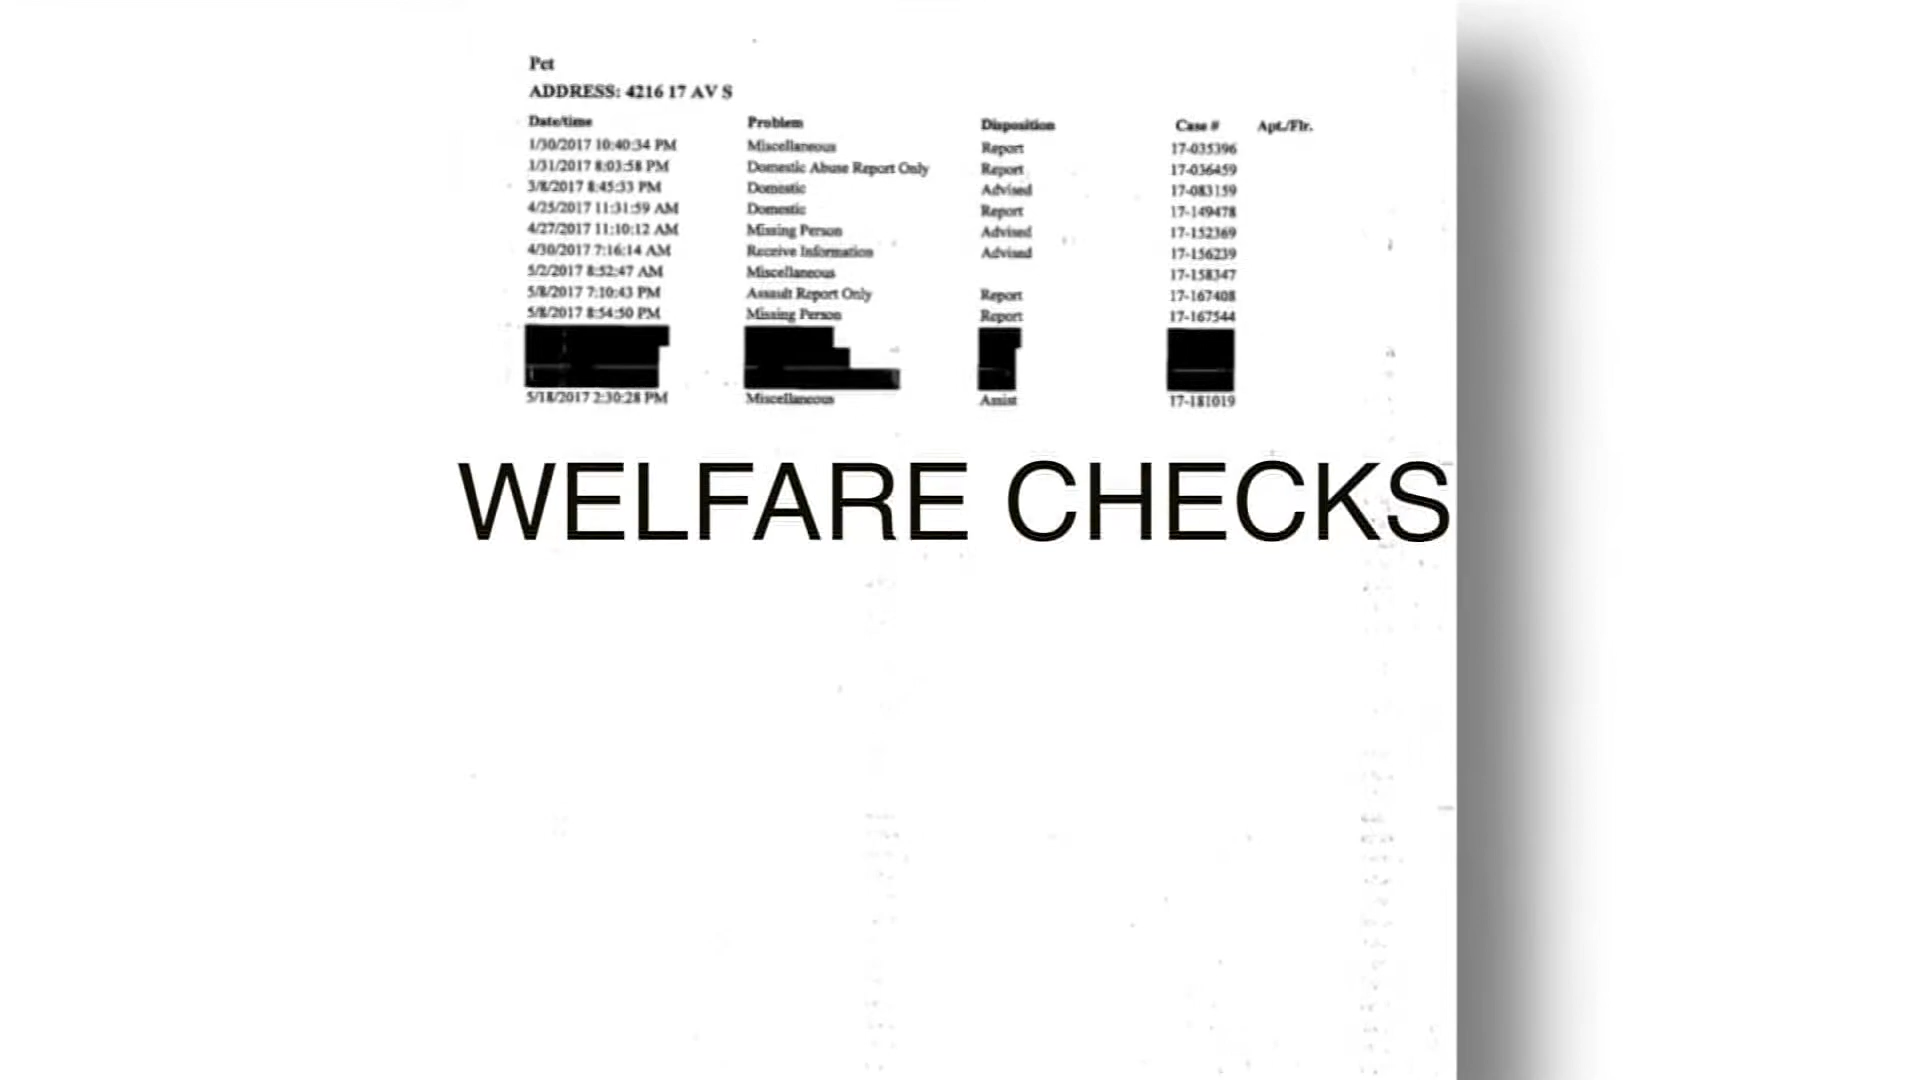 Pct
ADDRESS: 4216 17 AV S
Date/time Problem Disposition Case # Apt./Flr.
1/30/2017 10:40:34 PM Miscellaneous Report 17-035396
1/31/2017 8:03:58 PM Domestic Abuse Report Only Report 17-036459
3/8/2017 8:45:33 PM Domestic Advised 17-083159
4/25/2017 11:31:59 AM Domestic Report 17-149478
4/27/2017 11:10:12 AM Missing Person Advised 17-152369
4/30/2017 7:16:14 AM Receive Information Advised 17-156239
5/2/2017 8:52:47 AM Miscellaneous 17-158347
5/8/2017 7:10:43 PM Assault Report Only Report 17-167408
5/8/2017 8:54:50 PM Missing Person Report 17-167544
5/18/2017 2:30:28 PM Miscellaneous Assist 17-181019
WELFARE CHECKS